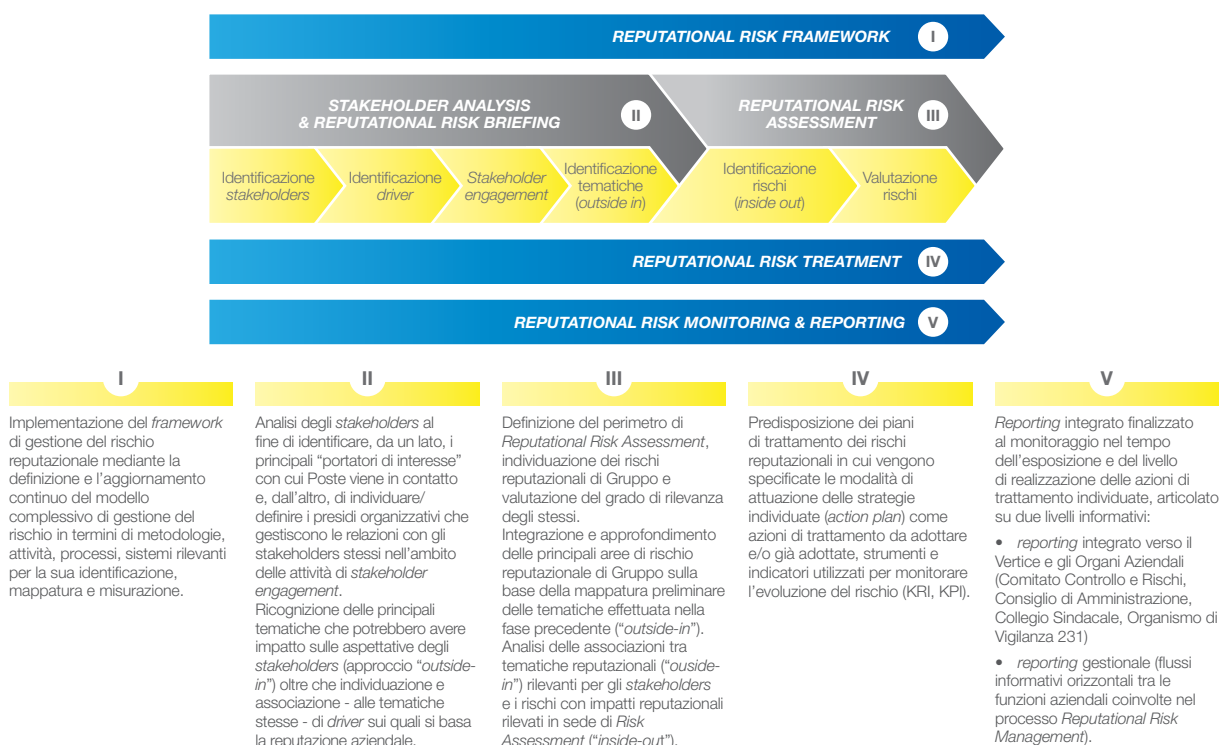 REPUTATIONAL RISK FRAMEWORK I
STAKEHOLDER ANALYSIS
& REPUTATIONAL RISK BRIEFING
II
REPUTATIONAL RISK
ASSESSMENT
III
Identificazione
stakeholders
Identificazione
driver
Stakeholder
engagement
Identificazione
tematiche
(outside in)
Identificazione
rischi
(inside out)
Valutazione
rischi
REPUTATIONAL RISK TREATMENT IV
REPUTATIONAL RISK MONITORING & REPORTING V
I
Implementazione del framework
di gestione del rischio
reputazionale mediante la
definizione e l'aggiornamento
continuo del modello
complessivo di gestione del
rischio in termini di metodologie,
attività, processi, sistemi rilevanti
per la sua identificazione,
mappatura e misurazione.
II
Analisi degli stakeholders al
fine di identificare, da un lato, i
principali “portatori di interesse”
con cui Poste viene in contatto
e, dall'altro, di individuare/
definire i presidi organizzativi che
gestiscono le relazioni con gli
stakeholders stessi nell'ambito
delle attività di stakeholder
engagement.
Ricognizione delle principali
tematiche che potrebbero avere
impatto sulle aspettative degli
stakeholders (approccio “outside-
in”) oltre che individuazione e
associazione - alle tematiche
stesse - di driver sui quali si basa
la reputazione aziendale.
III
Definizione del perimetro di
Reputational Risk Assessment,
individuazione dei rischi
reputazionali di Gruppo e
valutazione del grado di rilevanza
degli stessi.
Integrazione e approfondimento
delle principali aree di rischio
reputazionale di Gruppo sulla
base della mappatura preliminare
delle tematiche effettuata nella
fase precedente (“outside-in”).
Analisi delle associazioni tra
tematiche reputazionali (“ouside-
in”) rilevanti per gli stakeholders
e i rischi con impatti reputazionali
rilevati in sede di Risk
Assessment (“inside-out”).
IV
Predisposizione dei piani
di trattamento dei rischi
reputazionali in cui vengono
specificate le modalità di
attuazione delle strategie
individuate (action plan) come
azioni di trattamento da adottare
e/o già adottate, strumenti e
indicatori utilizzati per monitorare
l'evoluzione del rischio (KRI, KPI).
V
Reporting integrato finalizzato
al monitoraggio nel tempo
dell'esposizione e del livello
di realizzazione delle azioni di
trattamento individuate, articolato
su due livelli informativi:
• reporting integrato verso il
Vertice e gli Organi Aziendali
(Comitato Controllo e Rischi,
Consiglio di Amministrazione,
Collegio Sindacale, Organismo di
Vigilanza 231)
• reporting gestionale (flussi
informativi orizzontali tra le
funzioni aziendali coinvolte nel
processo Reputational Risk
Management).